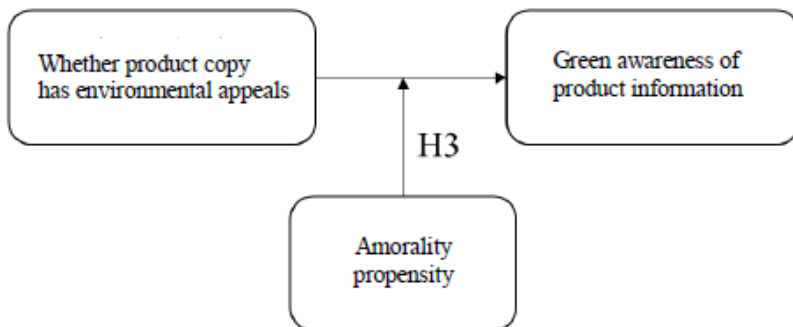 Whether product copy
has environmental appeals
Green awareness of
product information
H3
Amorality
propensity